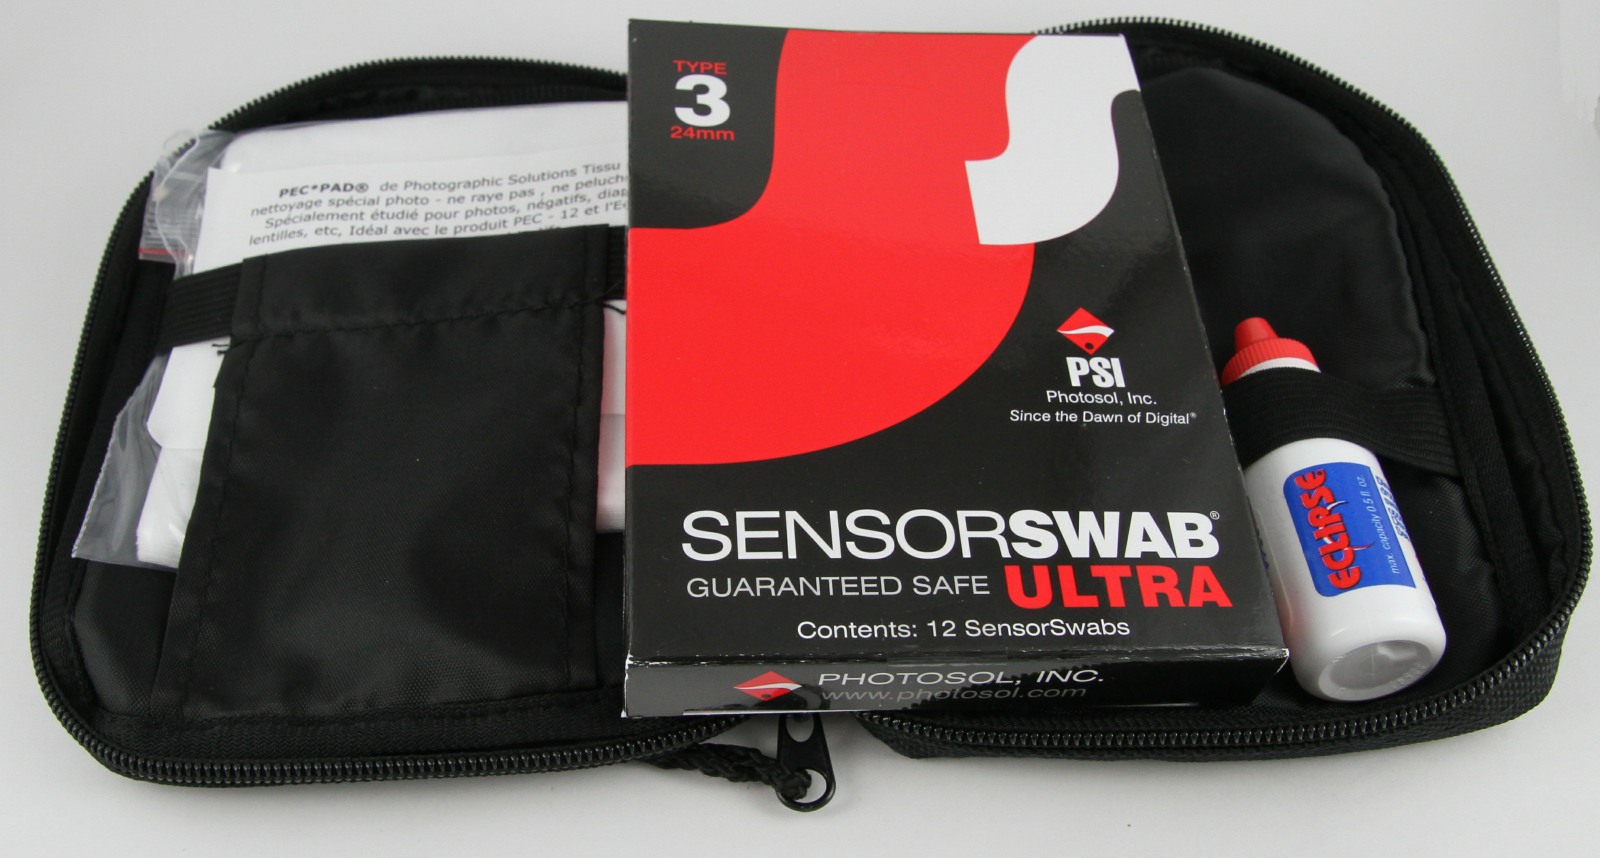 PEC*PAD® de Photographic Solutions Tissu
nettoyage spécial photo - ne raye pas , ne peluch
Spécialement étudié pour photos, négatifs, diap
lentilles, etc, Idéal avec le produit PEC - 12 et l'E
TYPE
3
24mm
PSI
Photosol, Inc.
Since the Dawn of Digital®
SENSORSWAB®
GUARANTEED SAFE ULTRA
Contents: 12 SensorSwabs
PHOTOSOL, INC.
www.photosol.com
ECLIPSE
max. capacity 0.5 fl. oz.